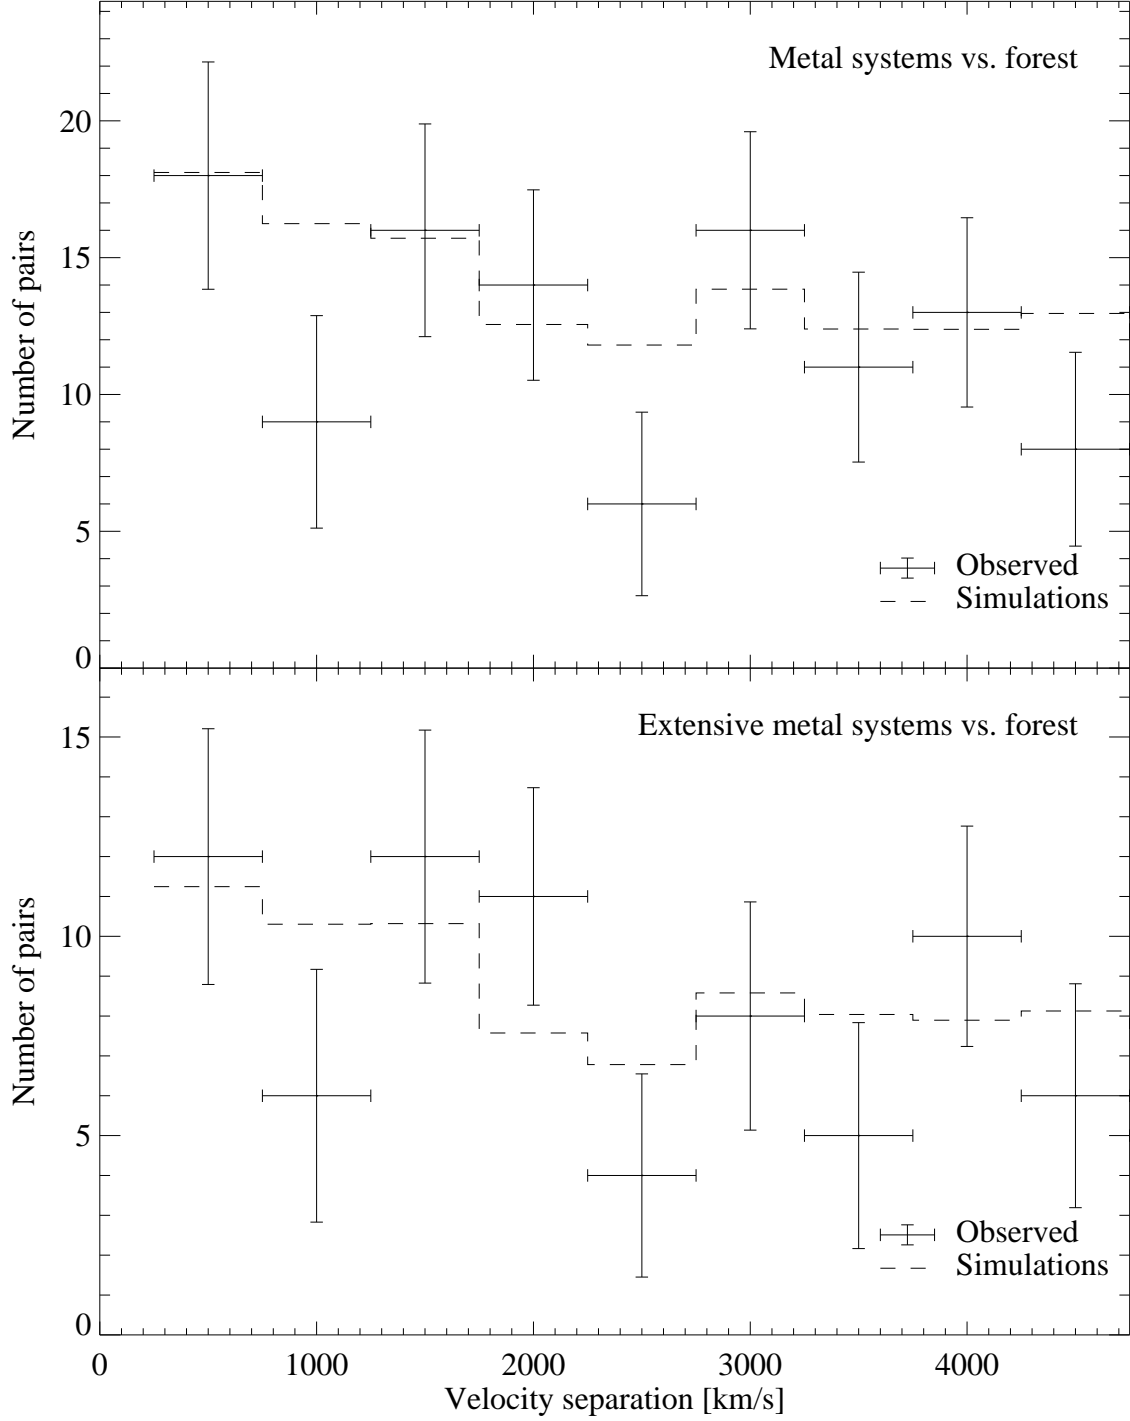 Metal systems vs. forest
20
15
10
5
0
Number of pairs
Observed
Simulations
Extensive metal systems vs. forest
15
10
5
0
Number of pairs
Observed
Simulations
0 1000 2000 3000 4000
Velocity separation [km/s]